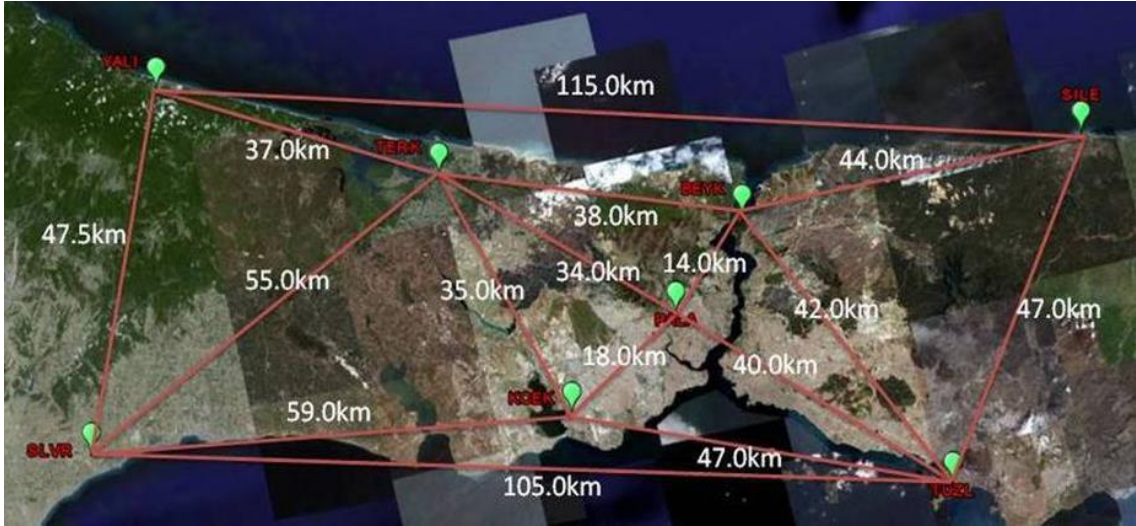 YALI
115.0km
SILE
37.0km
TERK
44.0km
BEYK
38.0km
47.5km
55.0km
34.0km
14.0km
35.0km
42.0km
47.0km
PALA
18.0km
40.0km
KCEK
59.0km
SLVR
47.0km
105.0km
TUZL